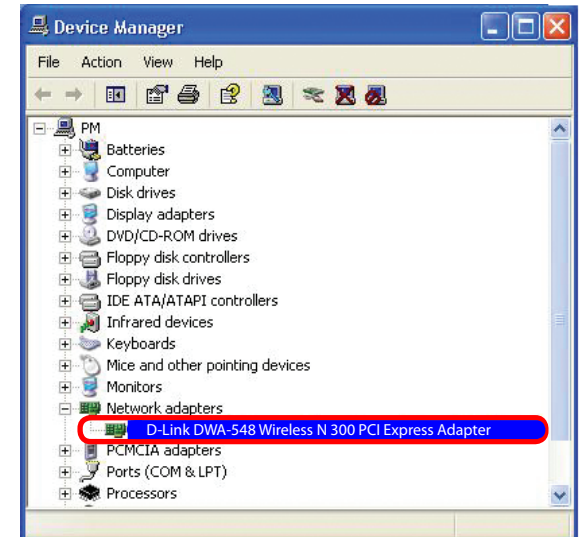 Device Manager
File Action View Help
PM
Batteries
Computer
Disk drives
Display adapters
DVD/CD-ROM drives
Floppy disk controllers
Floppy disk drives
IDE ATA/ATAPI controllers
Infrared devices
Keyboards
Mice and other pointing devices
Monitors
Network adapters
D-Link DWA-548 Wireless N 300 PCI Express Adapter
PCMCIA adapters
Ports (COM & LPT)
Processors